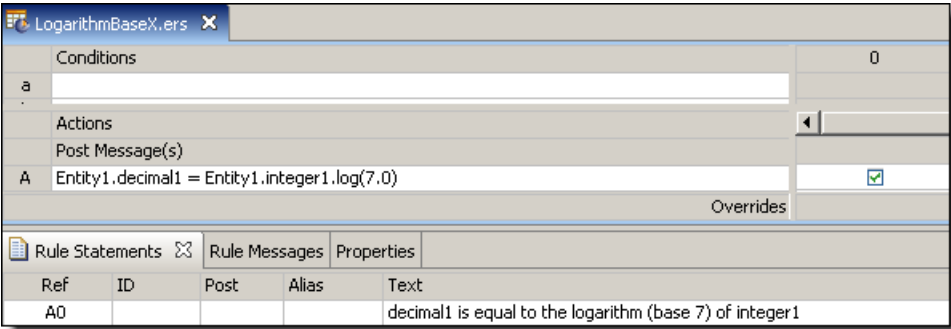 LogarithmBaseX.ers
Conditions 0
a
Actions
Post Message(s)
A Entity1.decimal1 = Entity1.integer1.log(7.0)
Overrides
Rule Statements Rule Messages Properties
Ref ID Post Alias Text
A0 decimal1 is equal to the logarithm (base 7) of integer1